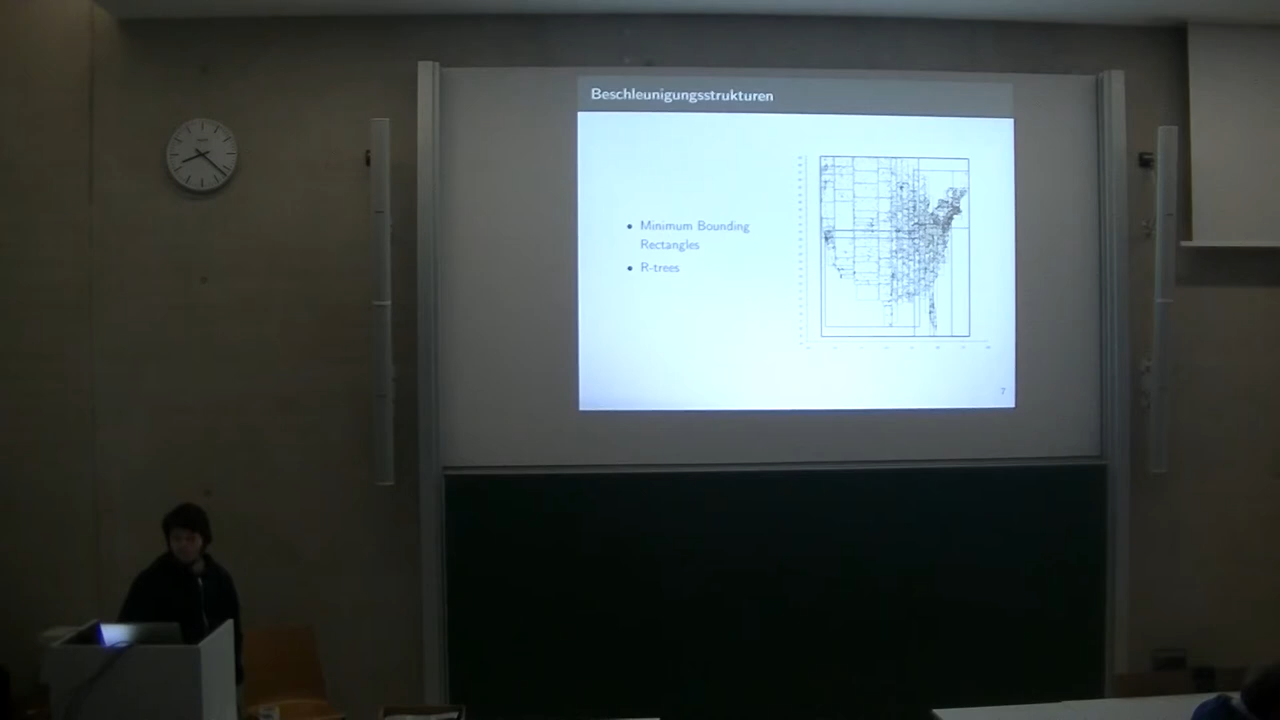 Beschleunigungsstrukturen
• Minimum Bounding
Rectangles
• R-trees
7